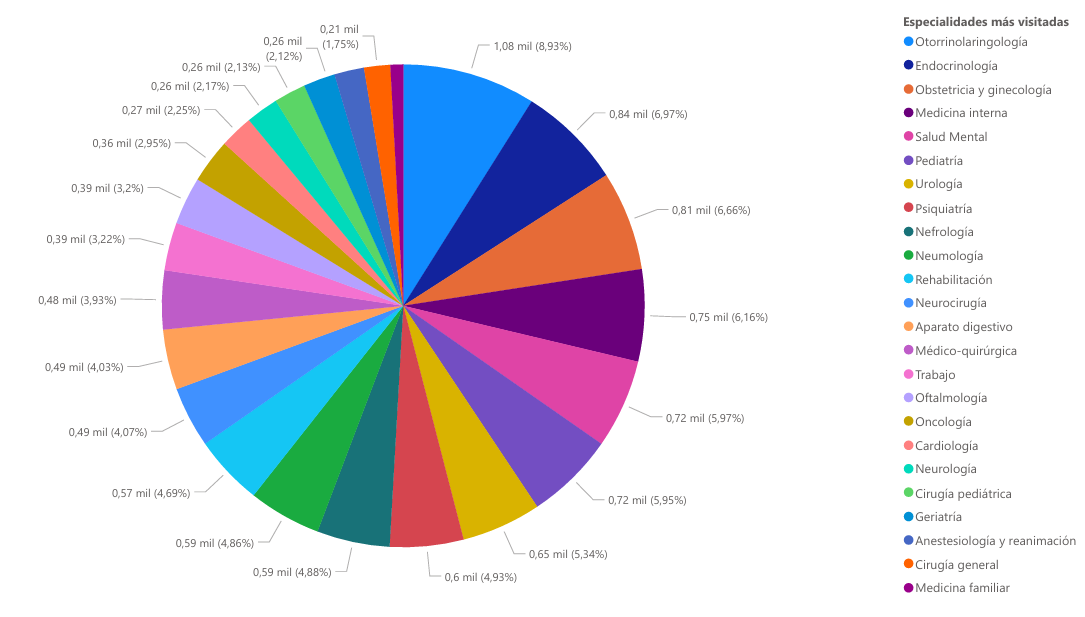 0,21 mil
(1,75%)
0,26 mil
(2,12%)
0,26 mil (2,13%)
0,26 mil (2,17%)
0,27 mil (2,25%)
0,36 mil (2,95%)
0,39 mil (3,2%)
0,39 mil (3,22%)
0,48 mil (3,93%)
0,49 mil (4,03%)
0,49 mil (4,07%)
0,57 mil (4,69%)
0,59 mil (4,86%)
0,59 mil (4,88%)
0,6 mil (4,93%)
0,65 mil (5,34%)
0,72 mil (5,95%)
0,72 mil (5,97%)
0,75 mil (6,16%)
0,81 mil (6,66%)
0,84 mil (6,97%)
1,08 mil (8,93%)
Especialidades más visitadas
Otorrinolaringología
Endocrinología
Obstetricia y ginecología
Medicina interna
Salud Mental
Pediatría
Urología
Psiquiatría
Nefrología
Neumología
Rehabilitación
Neurocirugía
Aparato digestivo
Médico-quirúrgica
Trabajo
Oftalmología
Oncología
Cardiología
Neurología
Cirugía pediátrica
Geriatría
Anestesiología y reanimación
Cirugía general
Medicina familiar